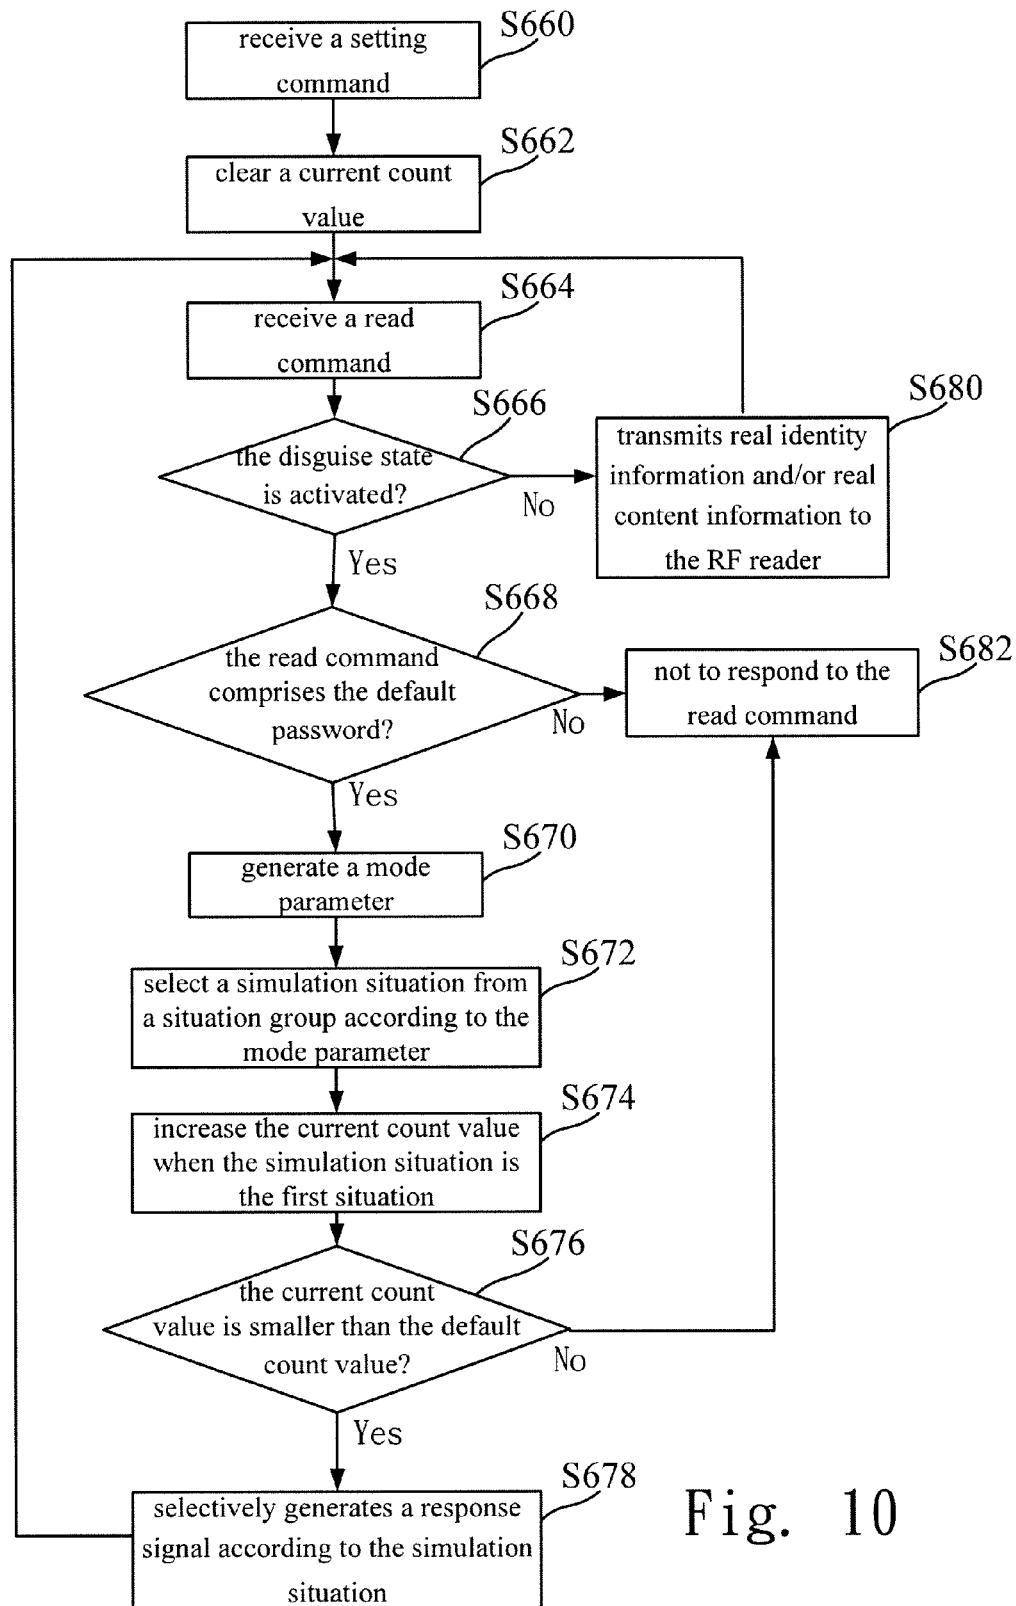 S660
receive a setting
command
S662
clear a current count
value
S664
receive a read
command
S666
the disguise state
is activated?
No
Yes
S680
transmits real identity
information and/or real
content information to
the RF reader
S668
the read command
comprises the default
password?
No
Yes
S682
not to respond to the
read command
S670
generate a mode
parameter
S672
select a simulation situation from
a situation group according to the
mode parameter
S674
increase the current count value
when the simulation situation is
the first situation
S676
the current count
value is smaller than the default
count value?
No
Yes
S678
selectively generates a response
signal according to the simulation
situation
Fig. 10